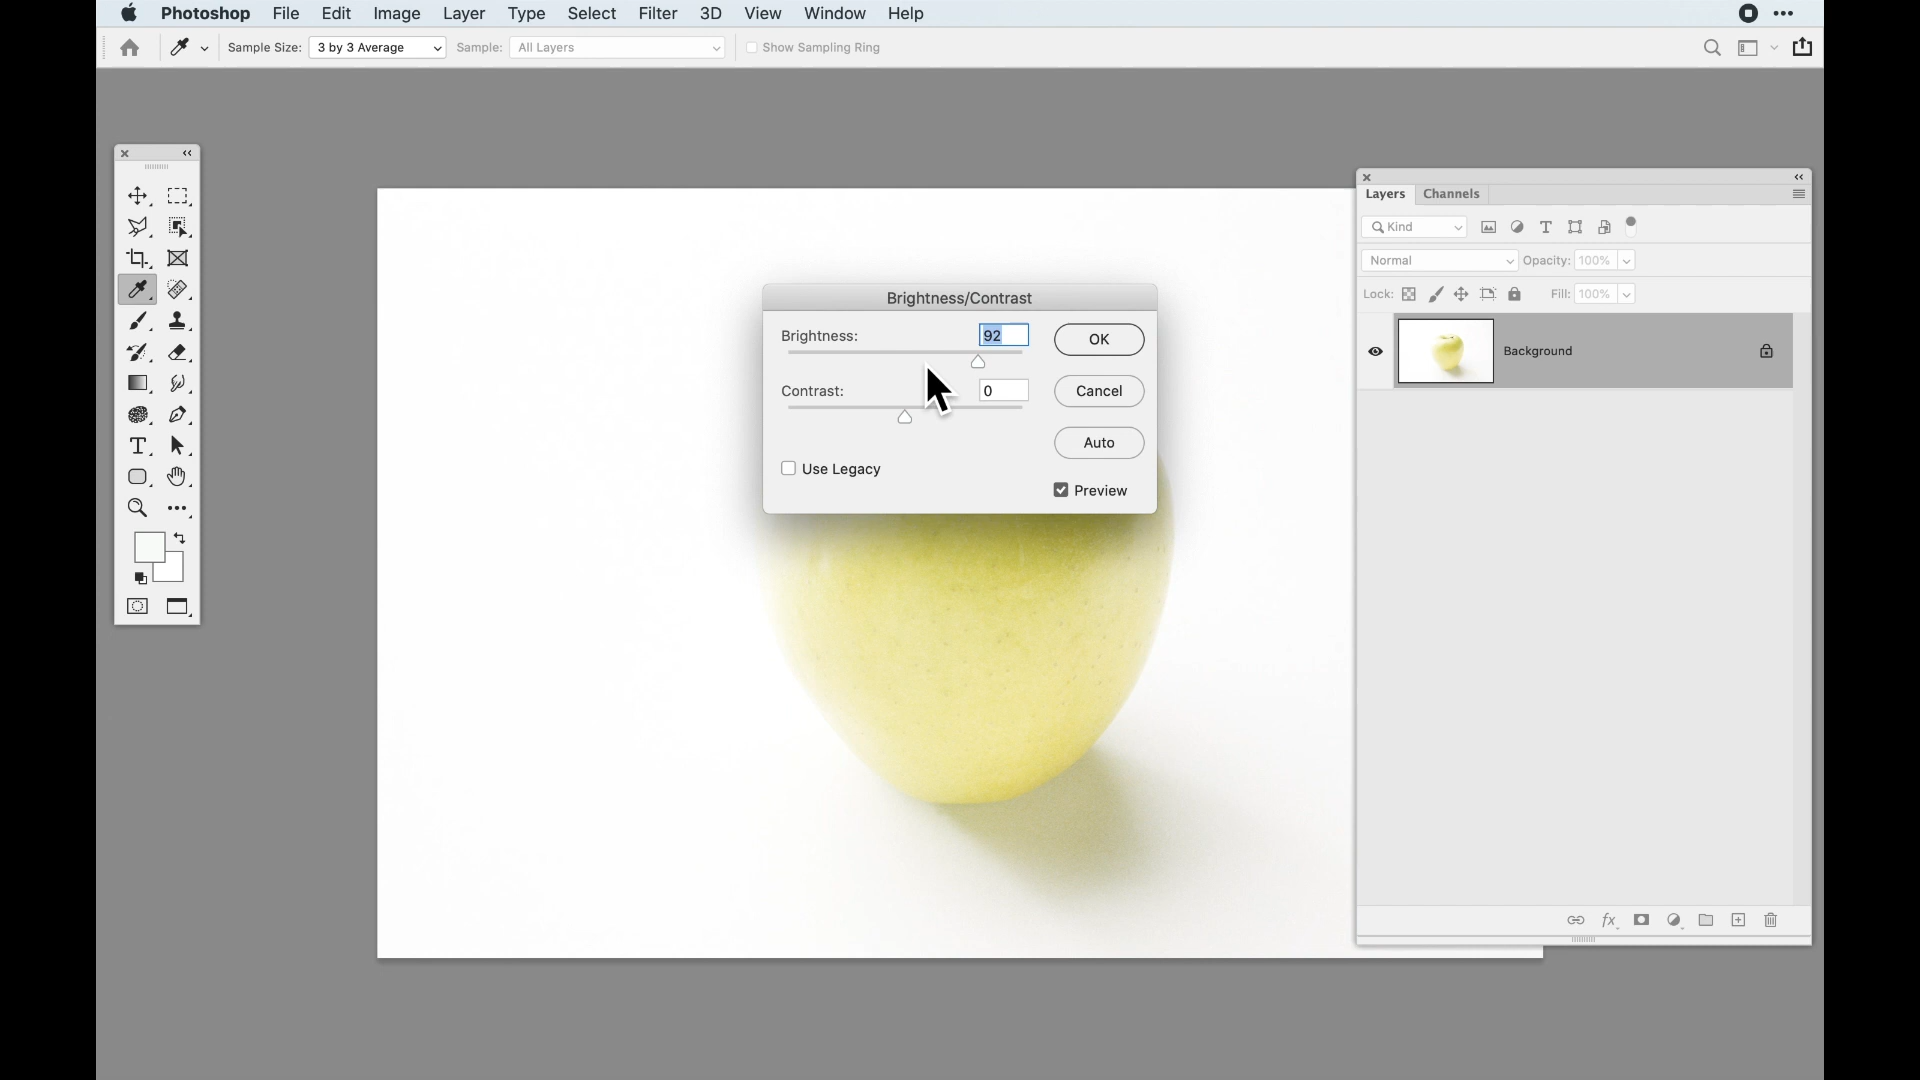 Photoshop File Edit Image Layer Type Select Filter 3D View Window Help
Sample Size: 3 by 3 Average Sample: All Layers Show Sampling Ring
Layers Channels
Kind
Normal Opacity: 100%
Lock: Fill: 100%
Background
fx
Brightness/Contrast
Brightness: 92 OK
Contrast: 0 Cancel
Auto
Use Legacy
Preview